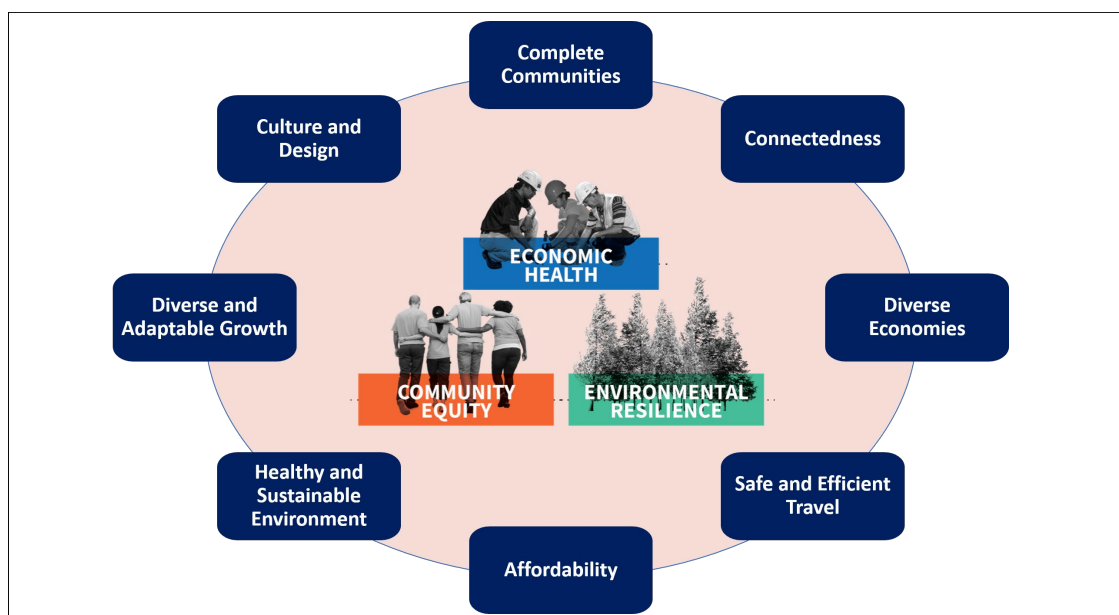 Complete
Communities
Culture and
Design
Connectedness
ECONOMIC
HEALTH
Diverse and
Adaptable Growth
Diverse
Economies
COMMUNITY
EQUITY
ENVIRONMENTAL
RESILIENCE
Healthy and
Sustainable
Environment
Safe and Efficient
Travel
Affordability